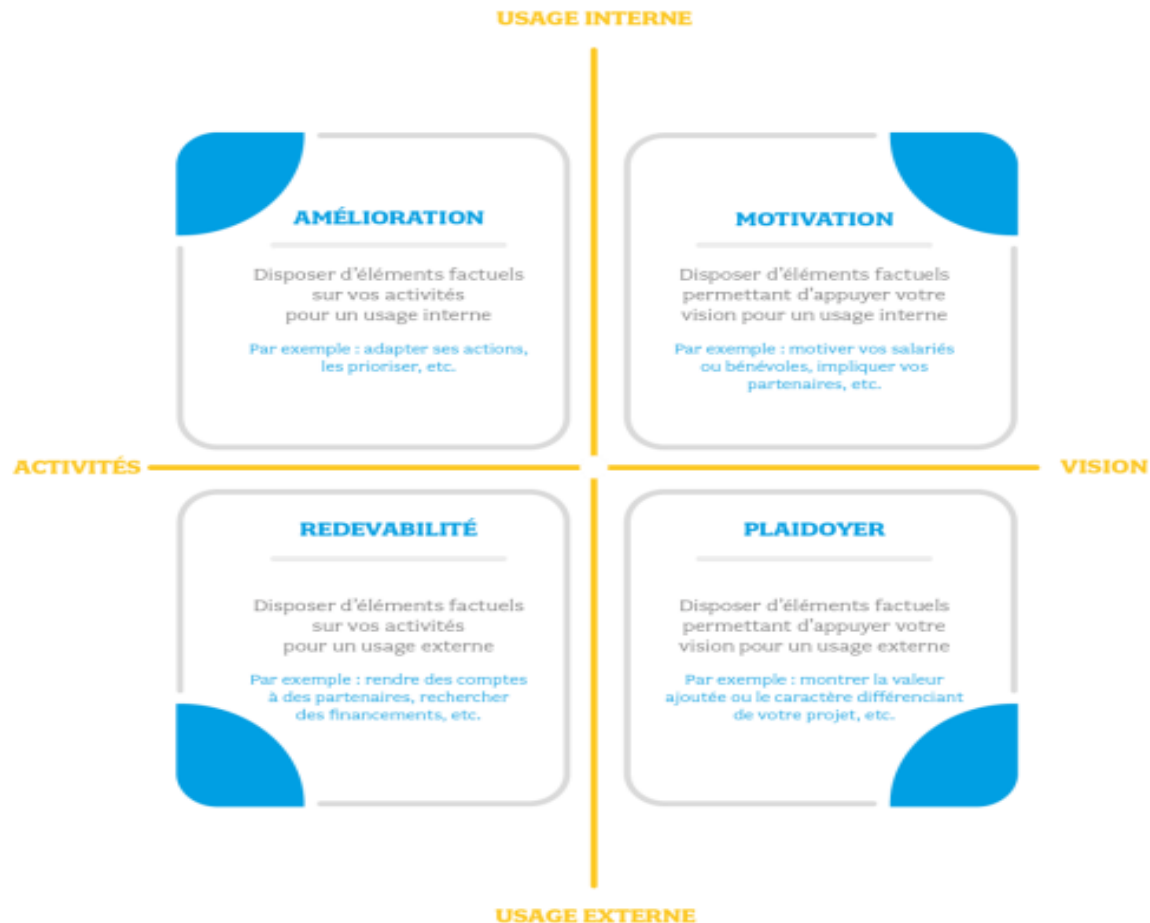 USAGE INTERNE
AMÉLIORATION
Disposer d'éléments factuels
sur vos activités
pour un usage interne
Par exemple : adapter ses actions,
les prioriser, etc.
MOTIVATION
Disposer d'éléments factuels
permettant d'appuyer votre
vision pour un usage interne
Par exemple : motiver vos salariés
ou bénévoles, impliquer vos
partenaires, etc.
ACTIVITÉS
VISION
REDEVABILITÉ
Disposer d'éléments factuels
sur vos activités
pour un usage externe
Par exemple : rendre des comptes
à des partenaires, rechercher
des financements, etc.
PLAIDOYER
Disposer d'éléments factuels
permettant d'appuyer votre
vision pour un usage externe
Par exemple : montrer la valeur
ajoutée ou le caractère différenciant
de votre projet, etc.
USAGE EXTERNE